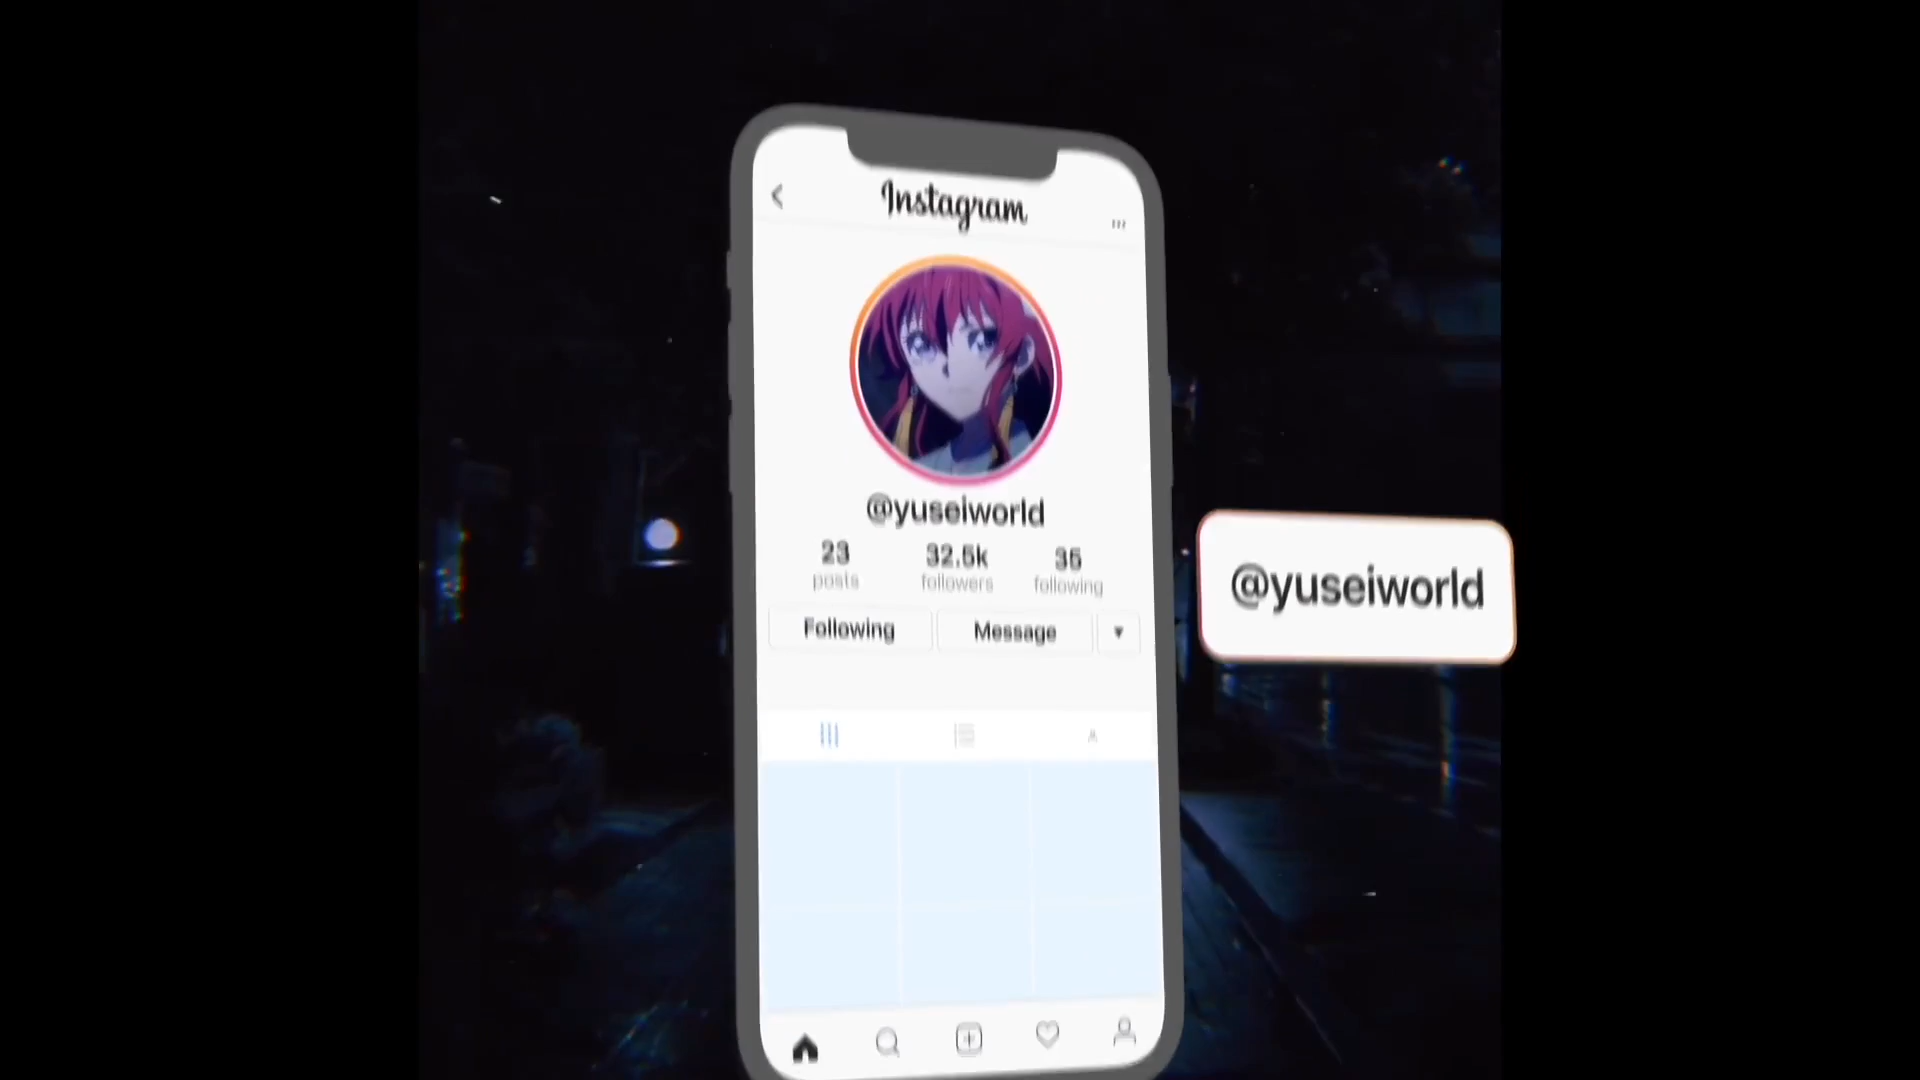 Instagram
@yuseiworld
23 32.5k 35
posts followers following
Following Message
@yuseiworld